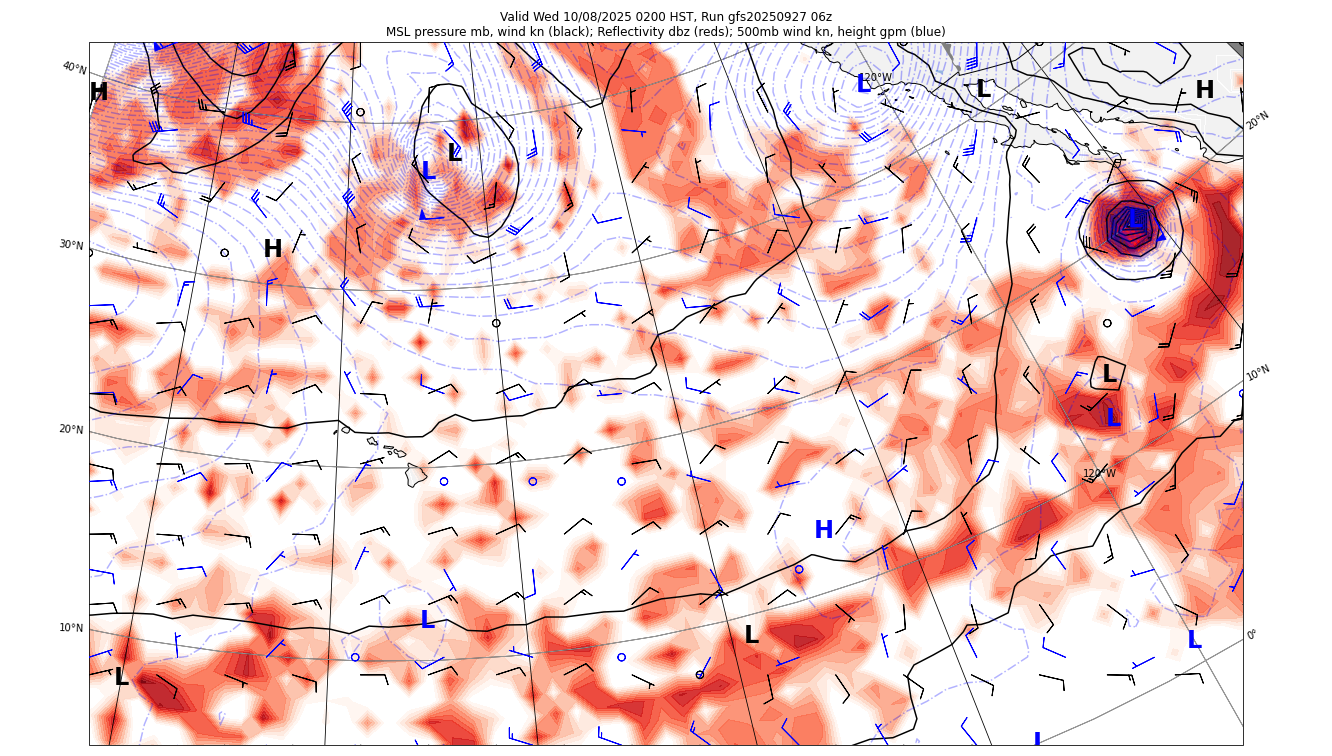 Valid Wed 10/08/2025 0200 HST, Run gfs20250927 06z
MSL pressure mb, wind kn (black); Reflectivity dbz (reds); 500mb wind kn, height gpm (blue)
40°N
H
L
120°W
L
H
20°N
L
L
30°N
H
10°N
L
L
20°N
120°W
H
10°N
L
L
0°
L
L
L